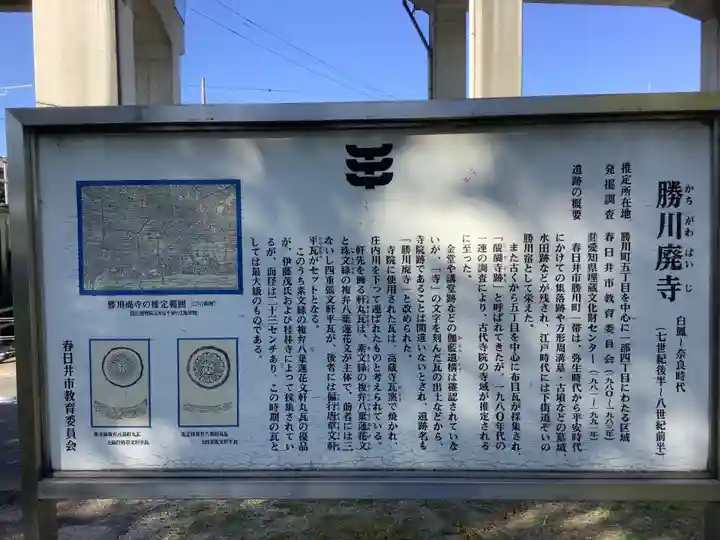 かち がわ はい じ
勝川廃寺
白鳳～奈良時代
(七世紀後半～八世紀前半)
推定所在地 勝川町五丁目を中心に一部四丁目にわたる区域
発掘調査 春日井市教育委員会(一九八〇~一九八二年)
㈶愛知県埋蔵文化財センター(一九八一~一九九一年)
遺跡の概要
春日井市勝川町一帯は、弥生時代から平安時代
にかけての集落跡や方形周溝墓・古墳などの墓域、
水田跡などが残され、江戸時代には下街道ぞいの
勝川宿として栄えた。
また古くから五丁目を中心に布目瓦が採集され、
「醍醐寺跡」と呼ばれてきたが、一九八〇年代の
一連の調査により、古代寺院の寺域が推定される
に至った。
金堂や講堂跡などの伽藍遺構は確認されていな
いが、「寺」の文字を刻んだ瓦の出土などから、
寺院跡であることは間違いないとされ、遺跡名も
「勝川廃寺」と改められた。
寺院に使用された瓦は、高蔵寺瓦窯で焼かれ、
庄内川を下って運ばれたものと考えられている。
軒先を飾る軒丸瓦は、素文縁の複弁八葉蓮花文
と珠文縁の複弁八葉蓮花文が主体で、前者には三
ないし四重弧文軒平瓦が、後者には偏行唐草文軒
平瓦がセットとなる。
このうち素文縁の複弁八葉蓮花文軒丸瓦の優品
が、伊藤茂氏および桂林寺によって採集されてい
るが、面径は二十三センチあり、この時期の瓦と
しては最大級のものである。
勝川廃寺の推定範囲
春日井市教育委員会